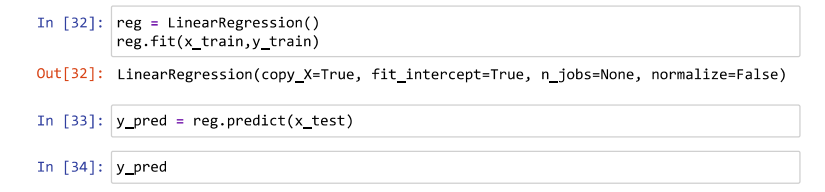 In [32]: reg = LinearRegression()
reg.fit(x_train,y_train)
Out[32]: LinearRegression(copy_X=True, fit_intercept=True, n_jobs=None, normalize=False)
In [33]: y_pred = reg.predict(x_test)
In [34]: y_pred